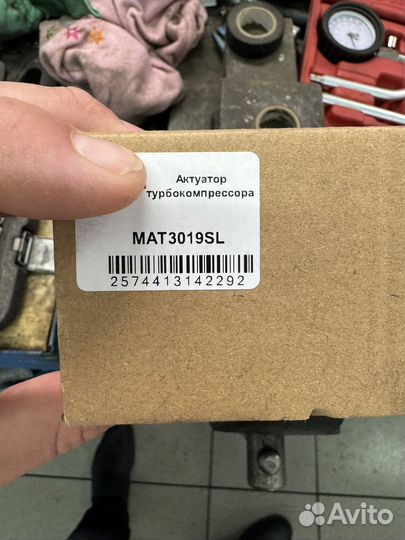 Актуатор
турбокомпрессора
MAT3019SL
2574413142292
Avito